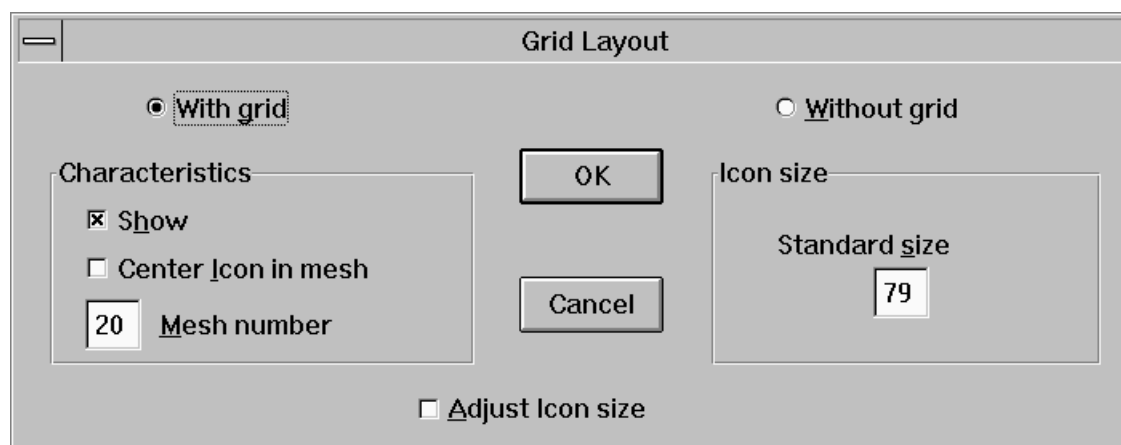 Grid Layout
With grid
Without grid
Characteristics
OK
Icon size
Show
Standard size
Center Icon in mesh
79
Cancel
20 Mesh number
Adjust Icon size